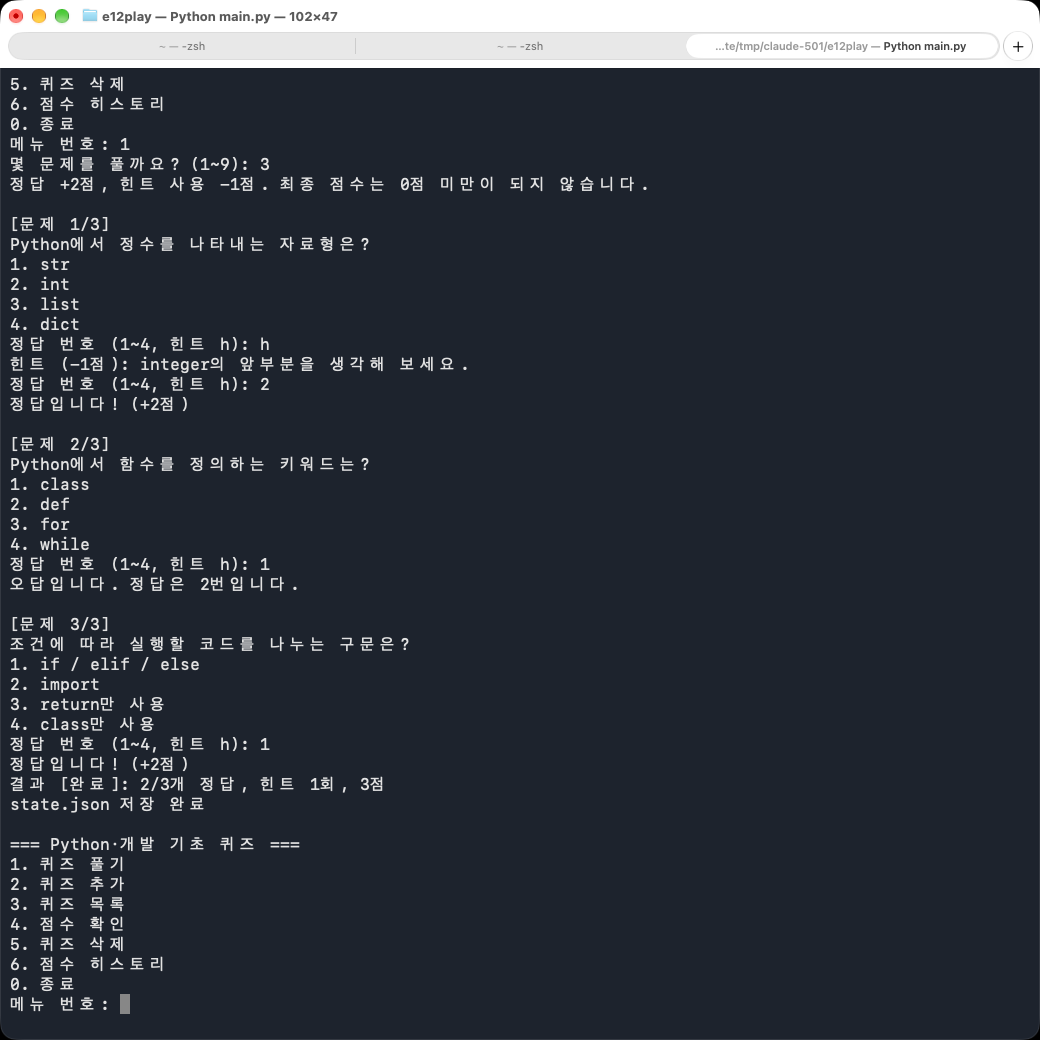 e12play — Python main.py — 102×47
~ — -zsh
~ — -zsh
...te/tmp/claude-501/e12play — Python main.py
+
5. 퀴즈 삭제
6. 점수 히스토리
0. 종료
메뉴 번호: 1
몇 문제를 풀까요? (1~9): 3
정답 +2점, 힌트 사용 -1점. 최종 점수는 0점 미만이 되지 않습니다.

[문제 1/3]
Python에서 정수를 나타내는 자료형은?
1. str
2. int
3. list
4. dict
정답 번호 (1~4, 힌트 h): h
힌트 (-1점): integer의 앞부분을 생각해 보세요.
정답 번호 (1~4, 힌트 h): 2
정답입니다! (+2점)

[문제 2/3]
Python에서 함수를 정의하는 키워드는?
1. class
2. def
3. for
4. while
정답 번호 (1~4, 힌트 h): 1
오답입니다. 정답은 2번입니다.

[문제 3/3]
조건에 따라 실행할 코드를 나누는 구문은?
1. if / elif / else
2. import
3. return만 사용
4. class만 사용
정답 번호 (1~4, 힌트 h): 1
정답입니다! (+2점)
결과 [완료]: 2/3개 정답, 힌트 1회, 3점
state.json 저장 완료

=== Python·개발 기초 퀴즈 ===
1. 퀴즈 풀기
2. 퀴즈 추가
3. 퀴즈 목록
4. 점수 확인
5. 퀴즈 삭제
6. 점수 히스토리
0. 종료
메뉴 번호: